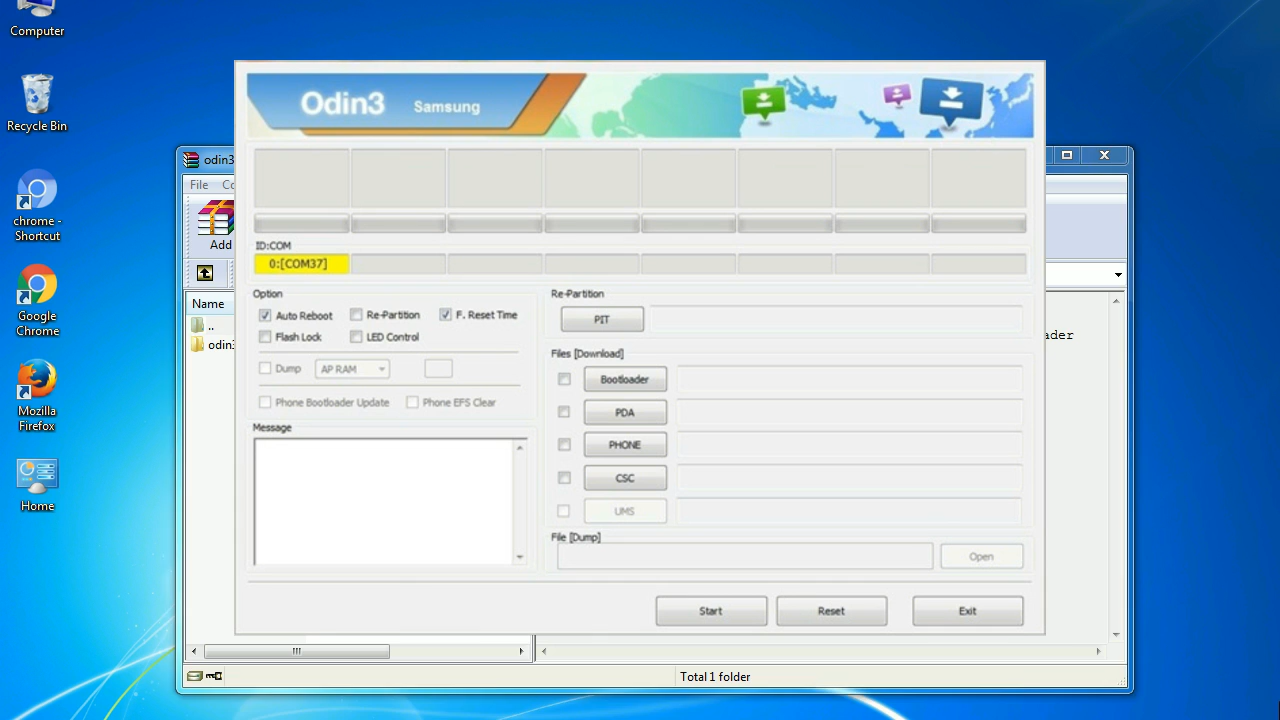 Computer
Recycle Bin
chrome -
Shortcut
Google
Chrome
Mozilla
Firefox
Home
odin3
File
Add
Name
..
odin3
Odin3 Samsung
ID:COM
0:[COM37]
Option
Auto Reboot
Re-Partition
F. Reset Time
Flash Lock
LED Control
Dump
AP RAM
Phone Bootloader Update
Phone EFS Clear
Message
Re-Partition
PIT
Files [Download]
Bootloader
PDA
PHONE
CSC
UMS
File [Dump]
Open
Start
Reset
Exit
Total 1 folder